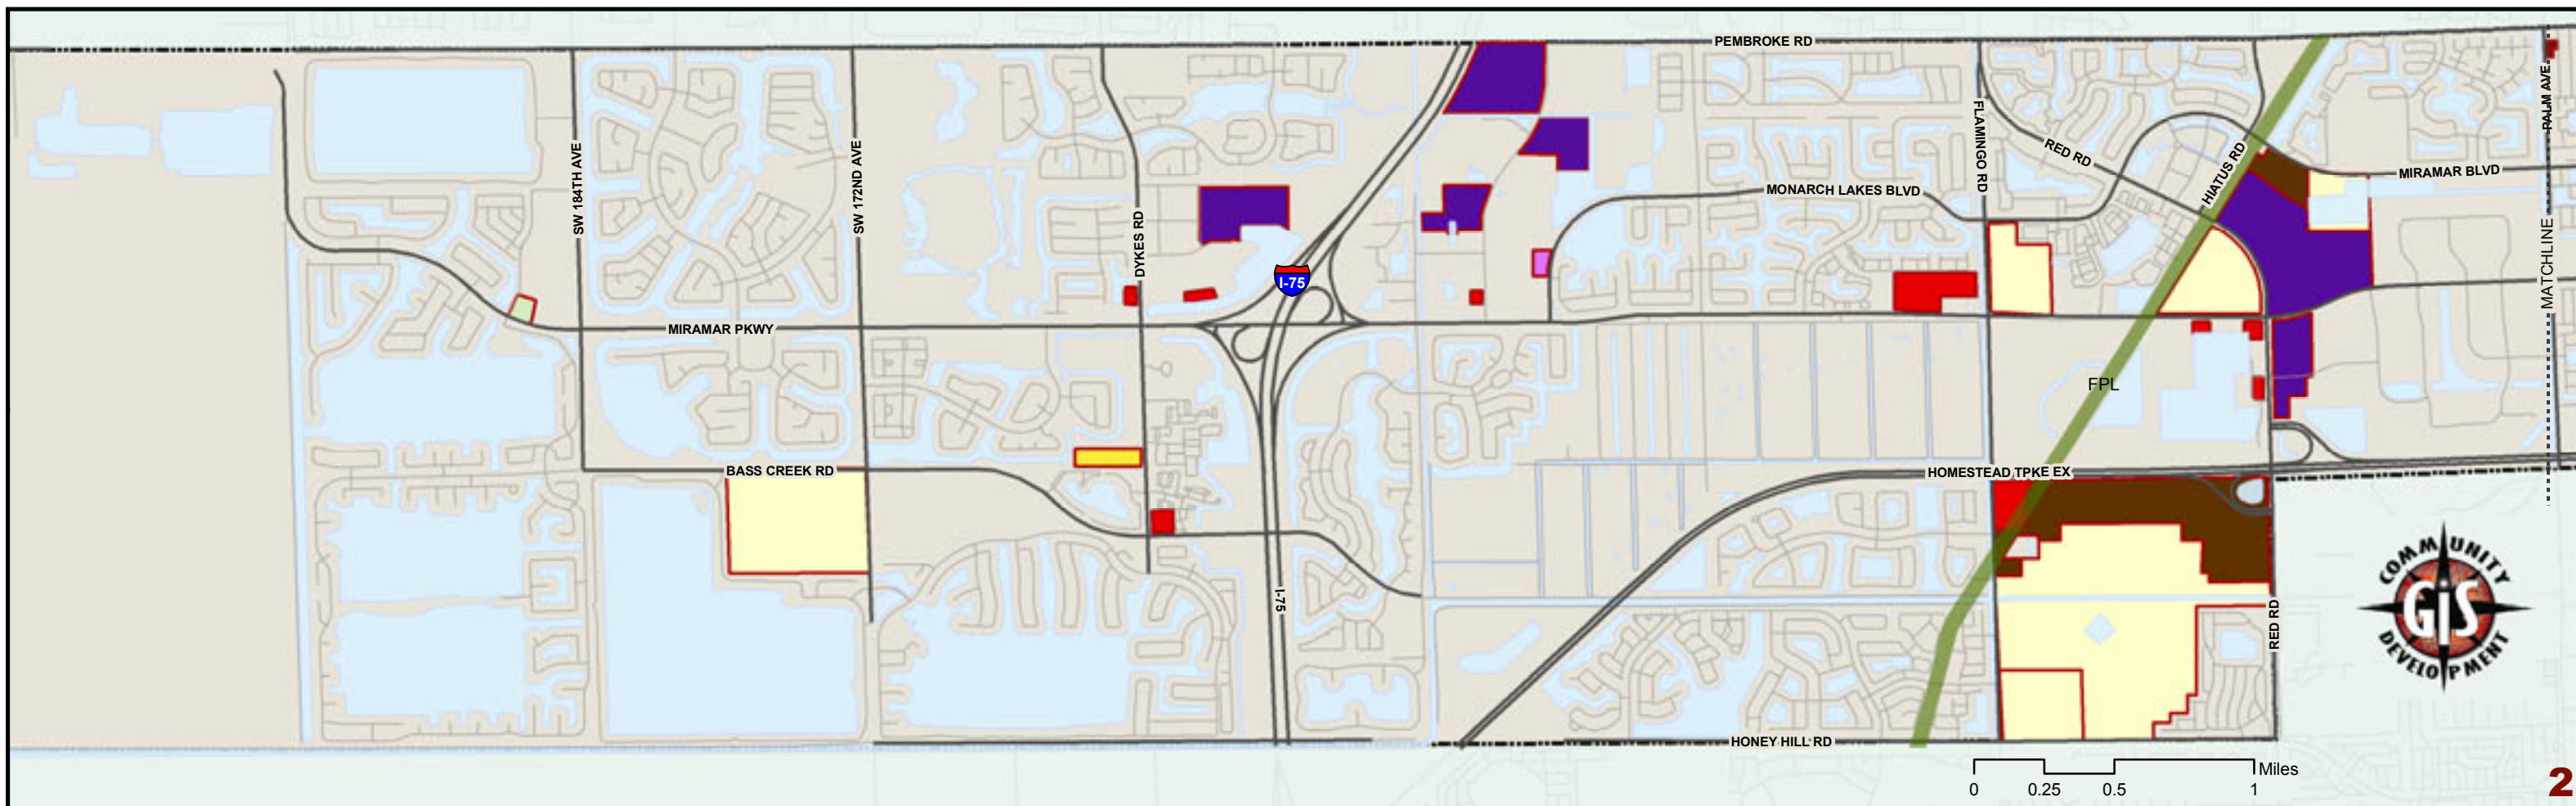 PEMBROKE RD
PALM AVE
FLAMINGO RD
RED RD
HIATUS RD
MIRAMAR BLVD
SW 184TH AVE
SW 172ND AVE
DYKES RD
MONARCH LAKES BLVD
MATCHLINE
I-75
MIRAMAR PKWY
FPL
BASS CREEK RD
HOMESTEAD TPKE EX
I-75
RED RD
COMMUNITY
GIS
DEVELOPMENT
HONEY HILL RD
Miles
0 0.25 0.5 1
2